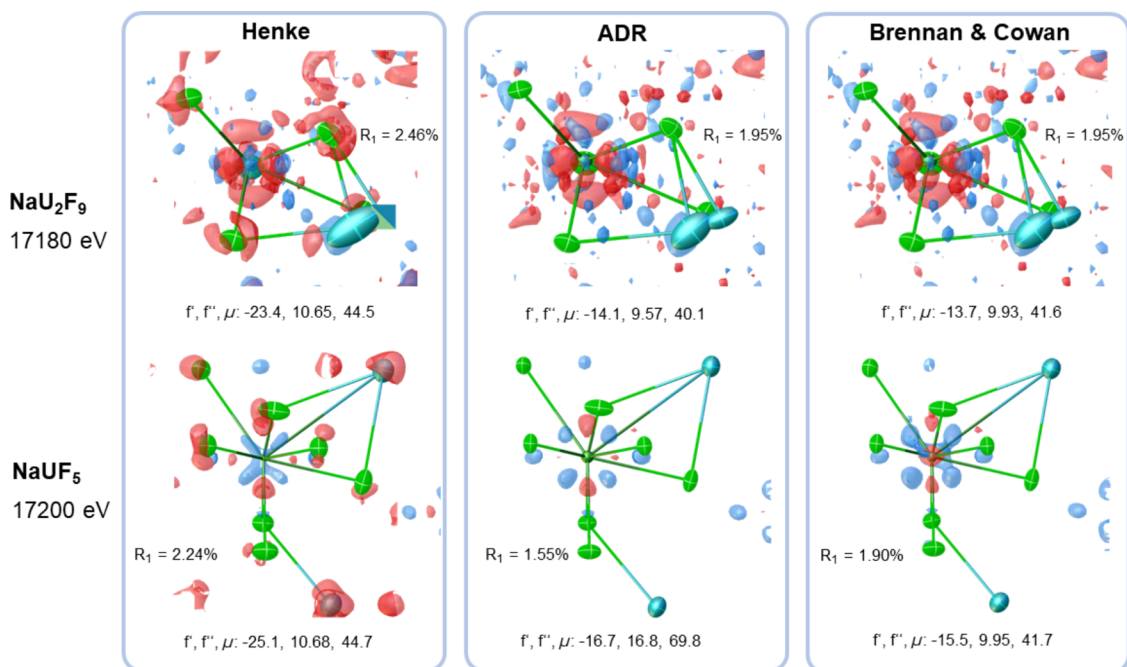 Henke
ADR
Brennan & Cowan
R₁ = 2.46%
R₁ = 1.95%
R₁ = 1.95%
NaU₂F₉
17180 eV
f', f'', µ: -23.4, 10.65, 44.5
f', f'', µ: -14.1, 9.57, 40.1
f', f'', µ: -13.7, 9.93, 41.6
NaUF₅
17200 eV
R₁ = 2.24%
R₁ = 1.55%
R₁ = 1.90%
f', f'', µ: -25.1, 10.68, 44.7
f', f'', µ: -16.7, 16.8, 69.8
f', f'', µ: -15.5, 9.95, 41.7